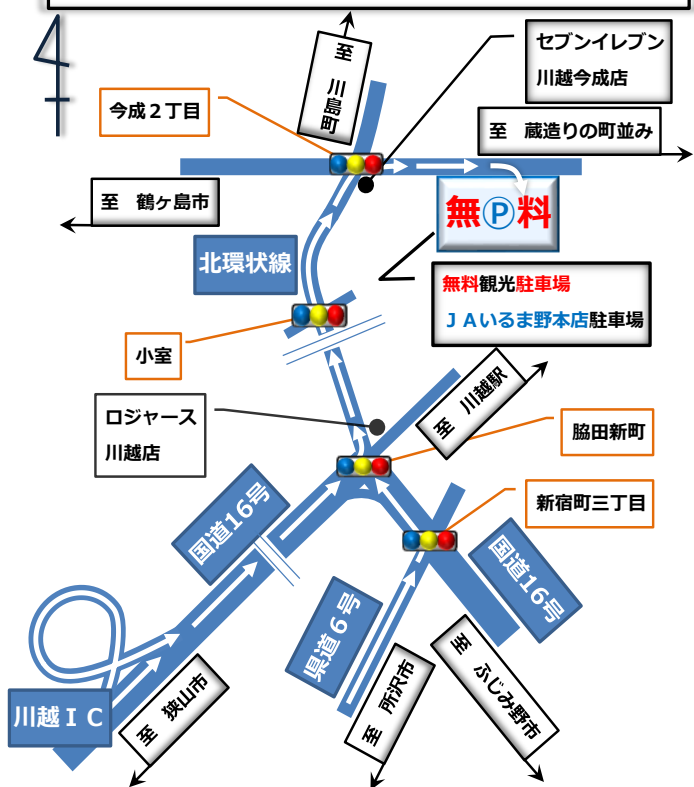 至 川島町
セブンイレブン
川越今成店
今成２丁目
至 蔵造りの町並み
至 鶴ヶ島市
無Ⓟ料
北環状線
無料観光駐車場
ＪＡいるま野本店駐車場
小室
至 川越駅
ロジャース
川越店
脇田新町
国道16号
新宿町三丁目
国道16号
県道６号
川越ＩＣ
至 狭山市
至 所沢市
至 ふじみ野市